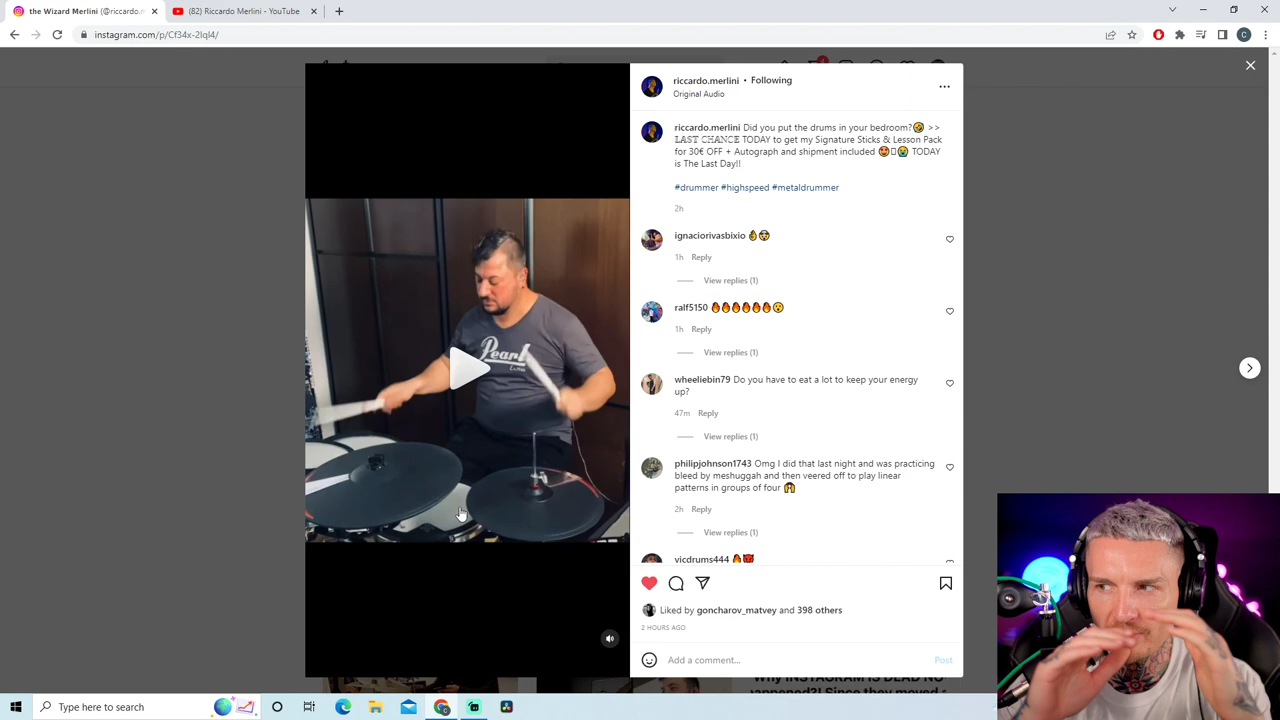 the Wizard Merlini (@riccardo.m
(82) Riccardo Merlini - YouTube
instagram.com/p/Cf34x-2IqI4/
C
riccardo.merlini • Following
Original Audio
riccardo.merlini Did you put the drums in your bedroom?🤣 >>
LAST CHANCE TODAY to get my Signature Sticks & Lesson Pack
for 30€ OFF + Autograph and shipment included 🤩▯😭 TODAY
is The Last Day!!
#drummer #highspeed #metaldrummer
2h
ignaciorivasbixio 👌😲
1h Reply
View replies (1)
ralf5150 🔥🔥🔥🔥🔥🔥😮
1h Reply
View replies (1)
wheeliebin79 Do you have to eat a lot to keep your energy
up?
47m Reply
View replies (1)
philipjohnson1743 Omg I did that last night and was practicing
bleed by meshuggah and then veered off to play linear
patterns in groups of four 🙌
2h Reply
View replies (1)
vicdrums444 🔥👿
Pearl
Liked by goncharov_matvey and 398 others
2 HOURS AGO
Add a comment...
Post
Why INSTAGRAM IS DEAD NO
appened?! Since they moved
Type here to search